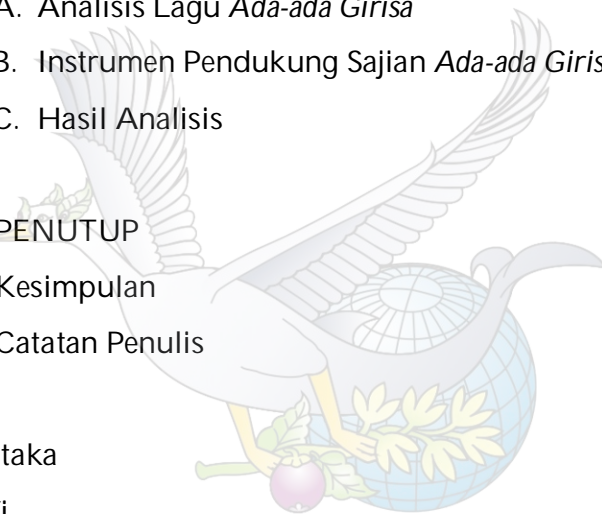 A. Analisis Lagu Ada-ada Girisa
B. Instrumen Pendukung Sajian Ada-ada Giris
C. Hasil Analisis
PENUTUP
Kesimpulan
Catatan Penulis
taka